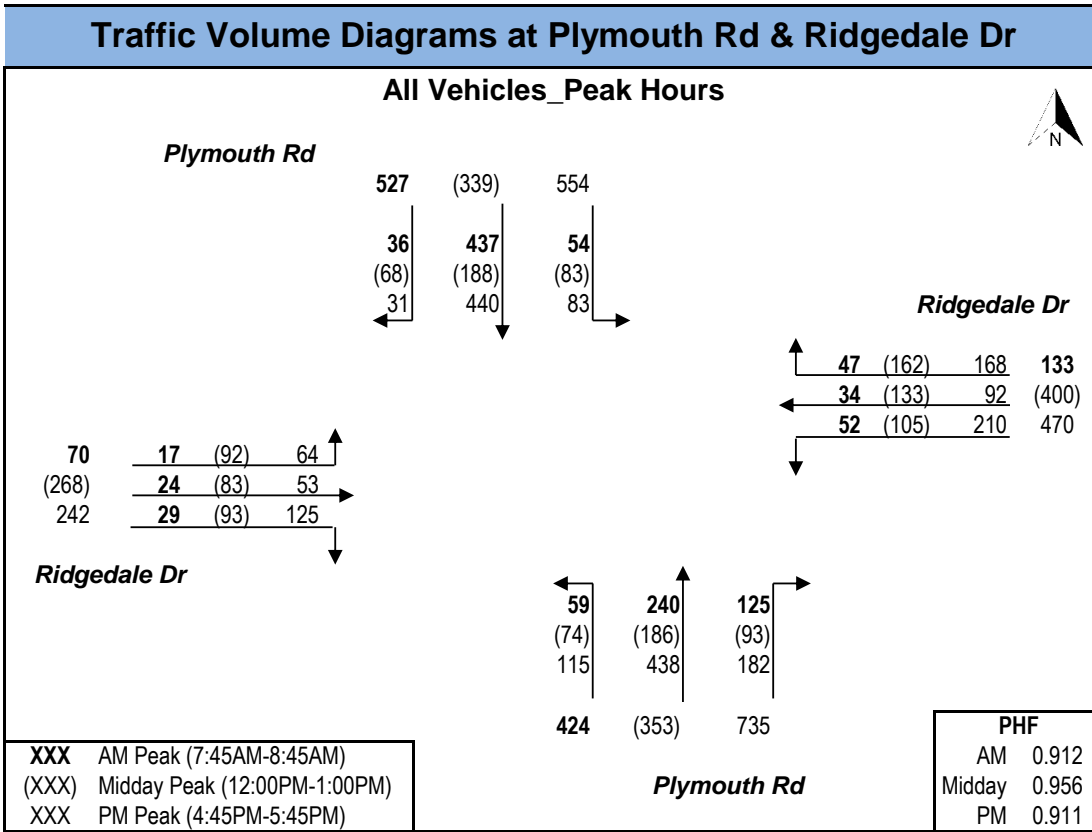 Traffic Volume Diagrams at Plymouth Rd & Ridgedale Dr
All Vehicles_Peak Hours
N
Plymouth Rd
527 (339) 554
36 437 54
(68) (188) (83)
31 440 83
Ridgedale Dr
47 (162) 168 133
34 (133) 92 (400)
52 (105) 210 470
70 17 (92) 64
(268) 24 (83) 53
242 29 (93) 125
Ridgedale Dr
59 240 125
(74) (186) (93)
115 438 182
424 (353) 735
Plymouth Rd
XXX AM Peak (7:45AM-8:45AM)
(XXX) Midday Peak (12:00PM-1:00PM)
XXX PM Peak (4:45PM-5:45PM)
PHF
AM 0.912
Midday 0.956
PM 0.911